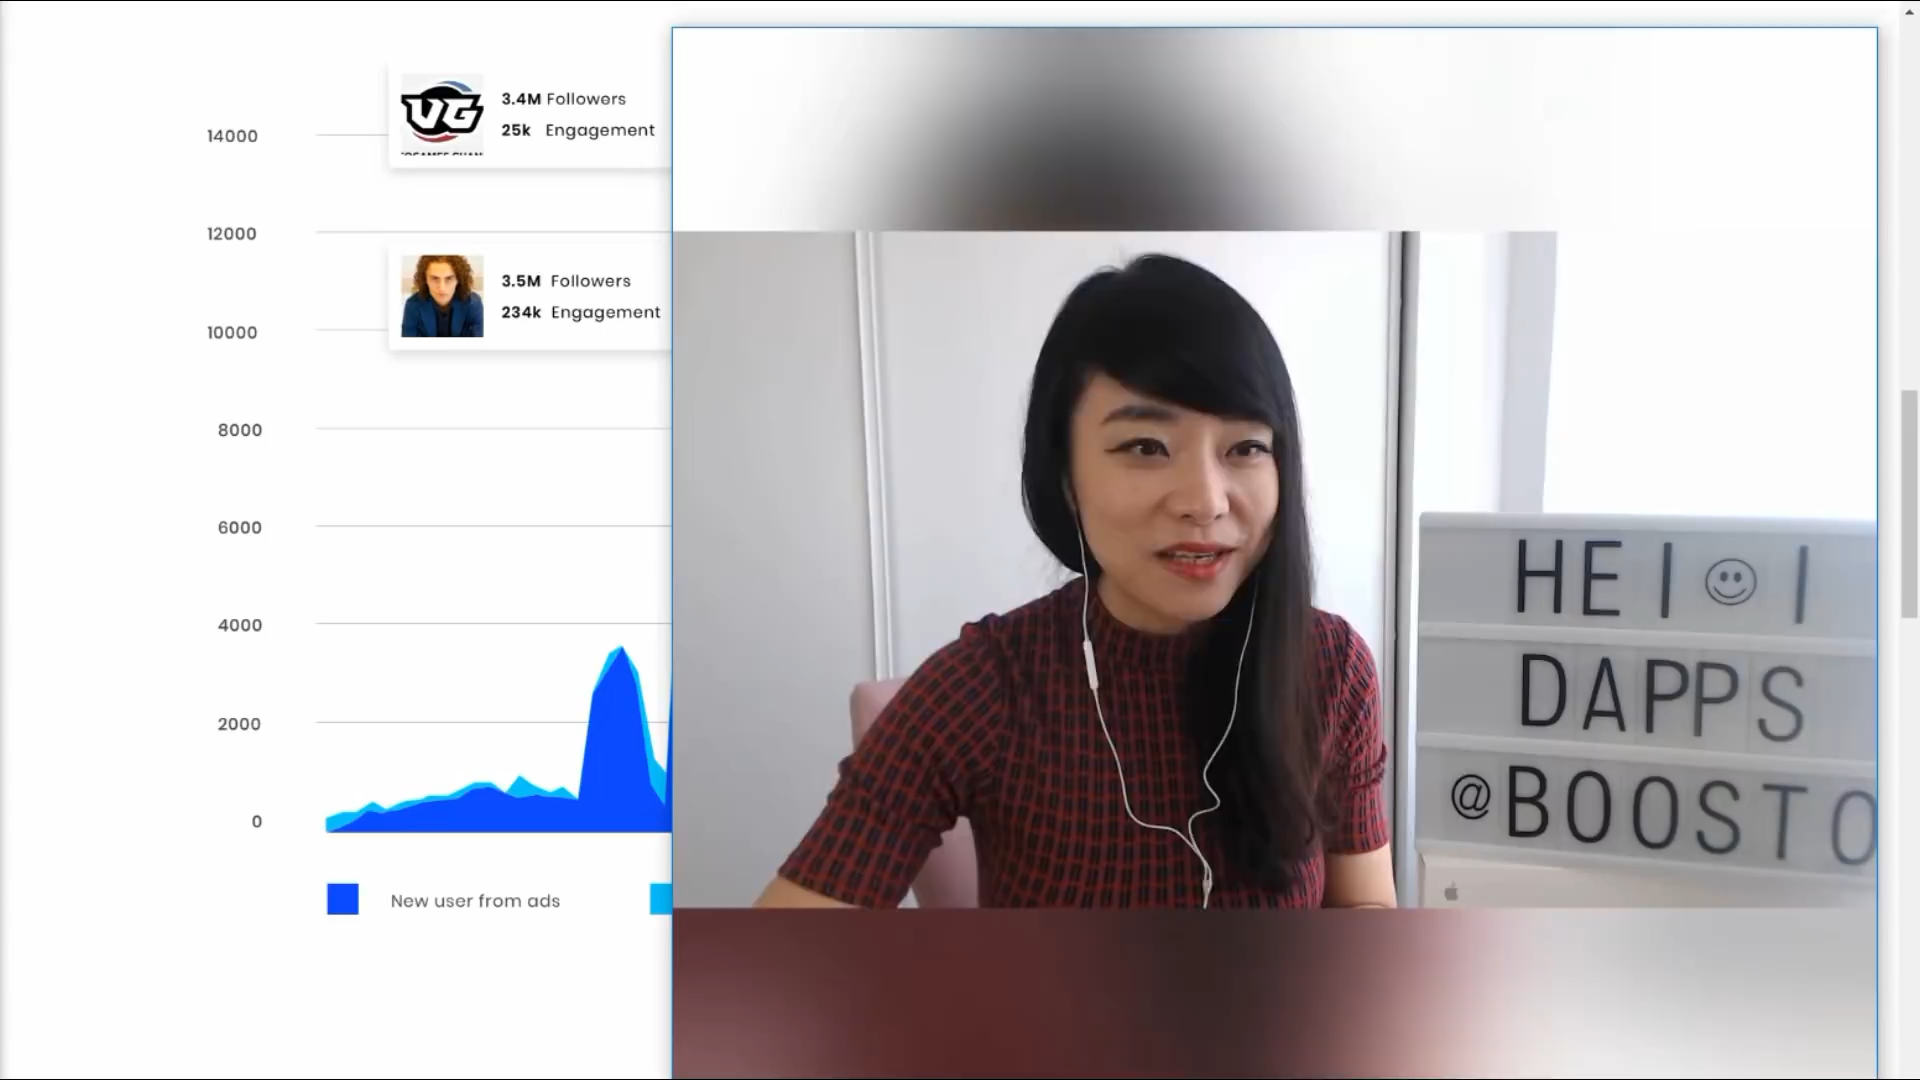 VG
3.4M Followers
25k Engagement
14000
12000
3.5M Followers
234k Engagement
10000
8000
6000
4000
2000
0
New user from ads
HEI☺I
DAPPS
@BOOSTO